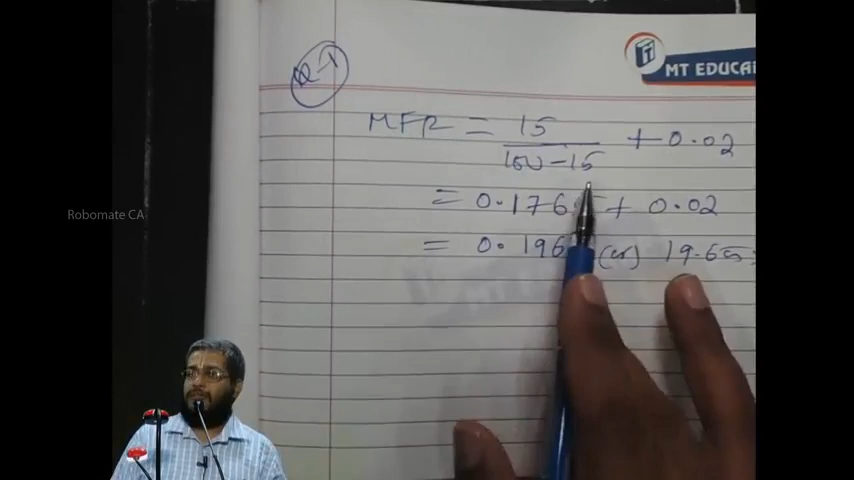 Q-1
MT EDUCA
MFR = 15 / 100-15 + 0.02
= 0.176 + 0.02
= 0.196 (or) 19.65
Robomate CA